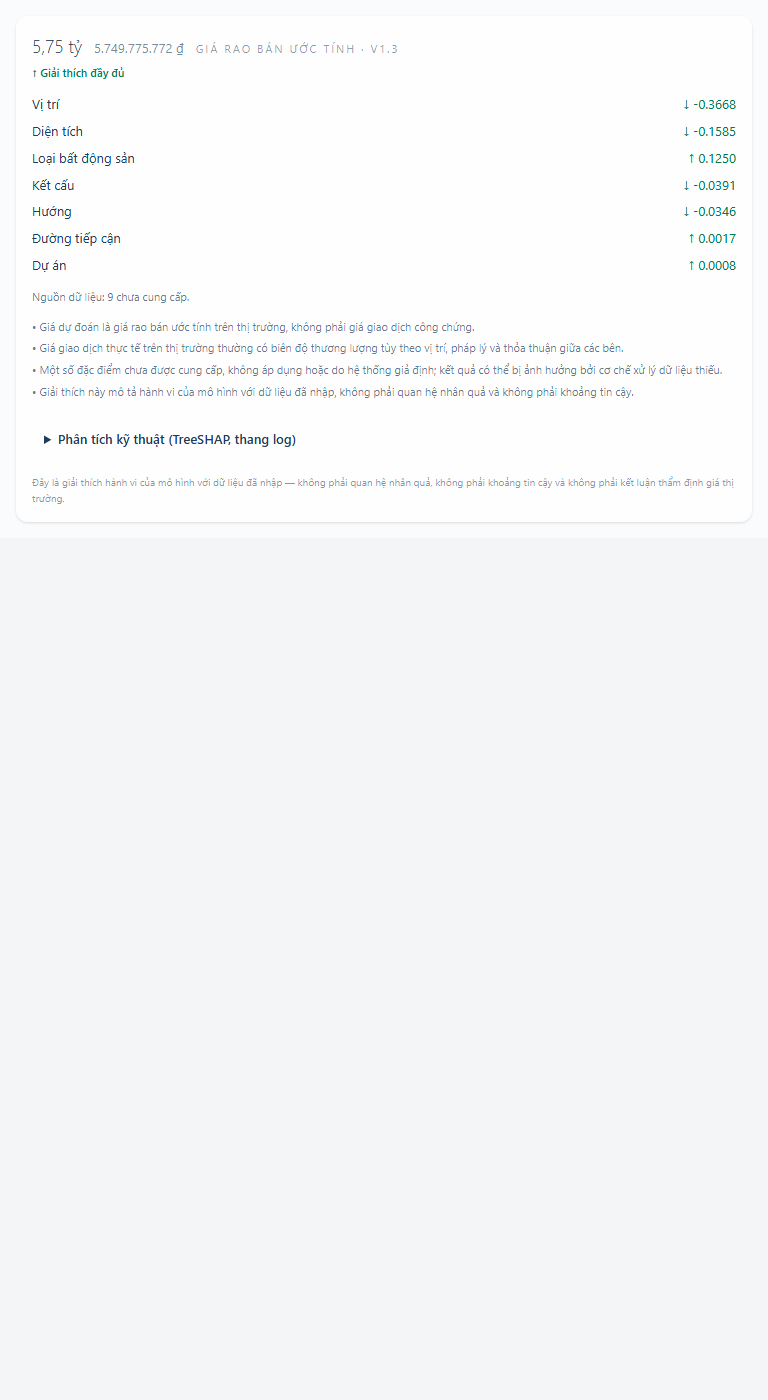 5,75 tỷ 5.749.775.772 ₫ GIÁ RAO BÁN ƯỚC TÍNH · V1.3
↑ Giải thích đầy đủ
Vị trí ↓ -0.3668
Diện tích ↓ -0.1585
Loại bất động sản ↑ 0.1250
Kết cấu ↓ -0.0391
Hướng ↓ -0.0346
Đường tiếp cận ↑ 0.0017
Dự án ↑ 0.0008
Nguồn dữ liệu: 9 chưa cung cấp.
• Giá dự đoán là giá rao bán ước tính trên thị trường, không phải giá giao dịch công chứng.
• Giá giao dịch thực tế trên thị trường thường có biên độ thương lượng tùy theo vị trí, pháp lý và thỏa thuận giữa các bên.
• Một số đặc điểm chưa được cung cấp, không áp dụng hoặc do hệ thống giả định; kết quả có thể bị ảnh hưởng bởi cơ chế xử lý dữ liệu thiếu.
• Giải thích này mô tả hành vi của mô hình với dữ liệu đã nhập, không phải quan hệ nhân quả và không phải khoảng tin cậy.
▶ Phân tích kỹ thuật (TreeSHAP, thang log)
Đây là giải thích hành vi của mô hình với dữ liệu đã nhập — không phải quan hệ nhân quả, không phải khoảng tin cậy và không phải kết luận thẩm định giá thị
trường.